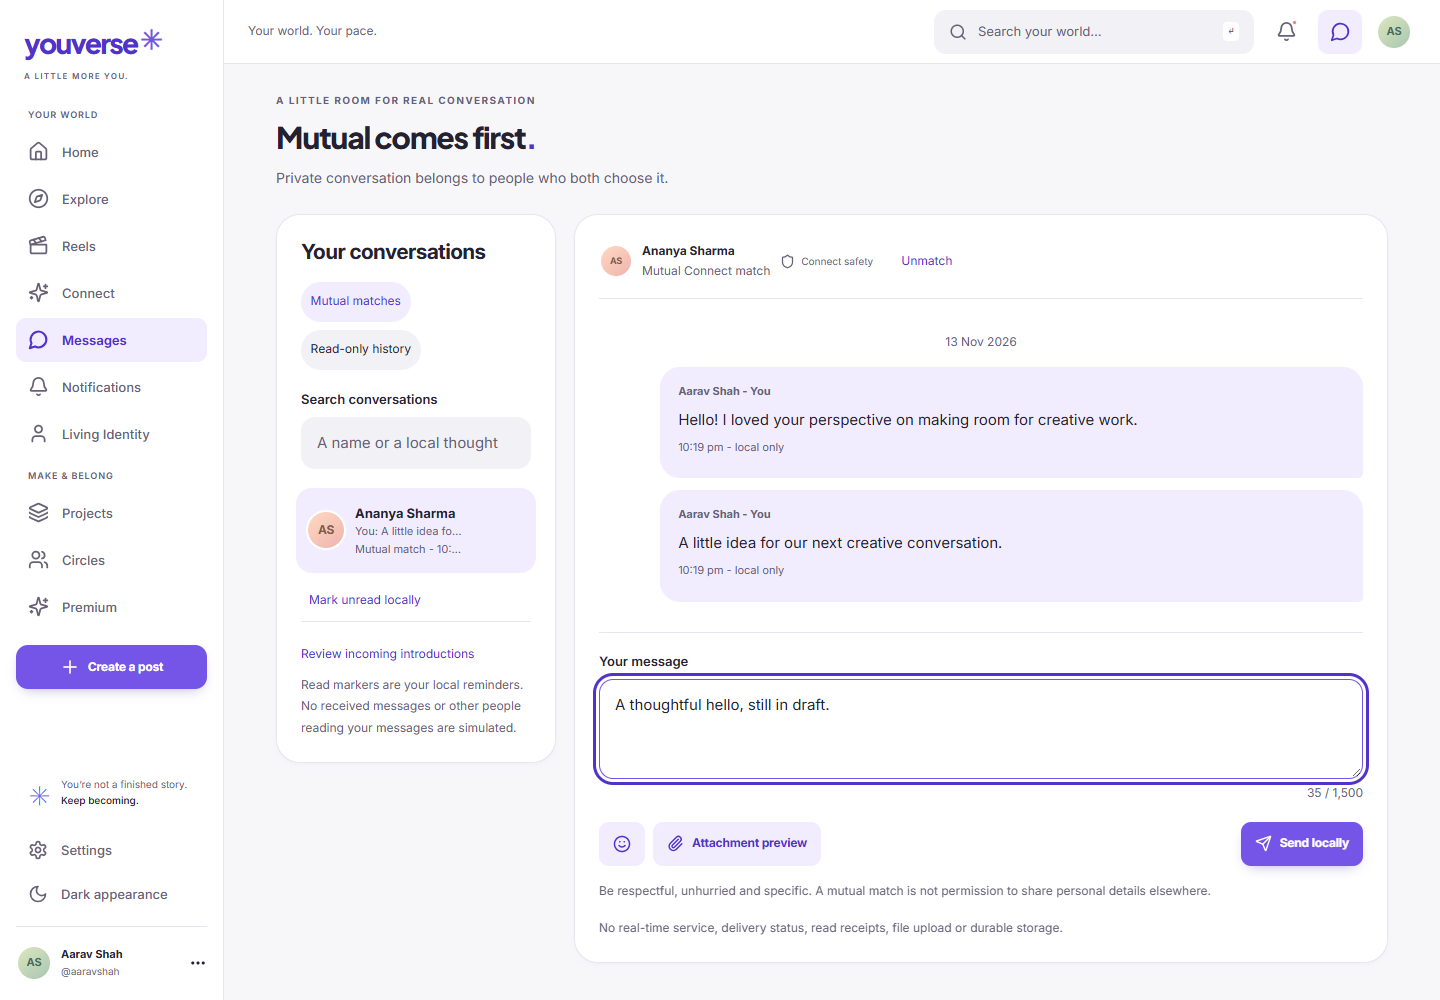 youverse
A LITTLE MORE YOU.
YOUR WORLD
Home
Explore
Reels
Connect
Messages
Notifications
Living Identity
MAKE & BELONG
Projects
Circles
Premium
Create a post
You're not a finished story.
Keep becoming.
Settings
Dark appearance
AS
Aarav Shah
@aaravshah
Your world. Your pace.
Search your world...
AS
A LITTLE ROOM FOR REAL CONVERSATION
Mutual comes first.
Private conversation belongs to people who both choose it.
Your conversations
Mutual matches
Read-only history
Search conversations
A name or a local thought
AS
Ananya Sharma
You: A little idea fo...
Mutual match - 10:...
Mark unread locally
Review incoming introductions
Read markers are your local reminders.
No received messages or other people
reading your messages are simulated.
AS
Ananya Sharma
Mutual Connect match
Connect safety
Unmatch
13 Nov 2026
Aarav Shah - You
Hello! I loved your perspective on making room for creative work.
10:19 pm - local only
Aarav Shah - You
A little idea for our next creative conversation.
10:19 pm - local only
Your message
A thoughtful hello, still in draft.
35 / 1,500
Attachment preview
Send locally
Be respectful, unhurried and specific. A mutual match is not permission to share personal details elsewhere.
No real-time service, delivery status, read receipts, file upload or durable storage.